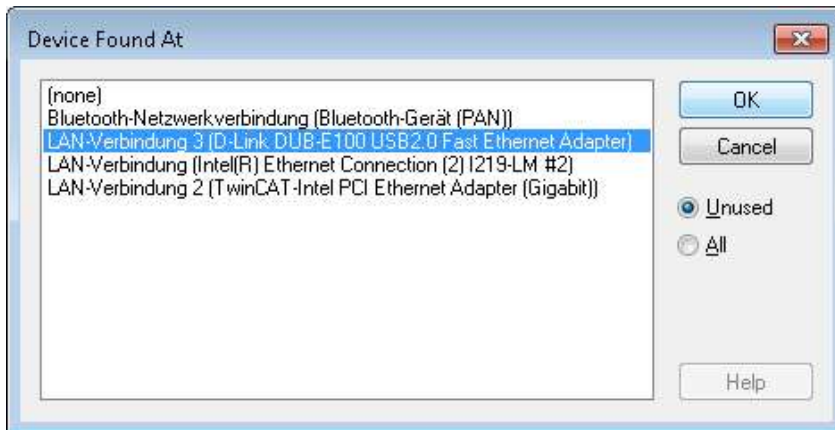 Device Found At
(none)
Bluetooth-Netzwerkverbindung (Bluetooth-Gerät (PAN))
LAN-Verbindung 3 (D-Link DUB-E100 USB2.0 Fast Ethernet Adapter)
LAN-Verbindung (Intel(R) Ethernet Connection (2) I219-LM #2)
LAN-Verbindung 2 (TwinCAT-Intel PCI Ethernet Adapter (Gigabit))
OK
Cancel
Unused
All
Help